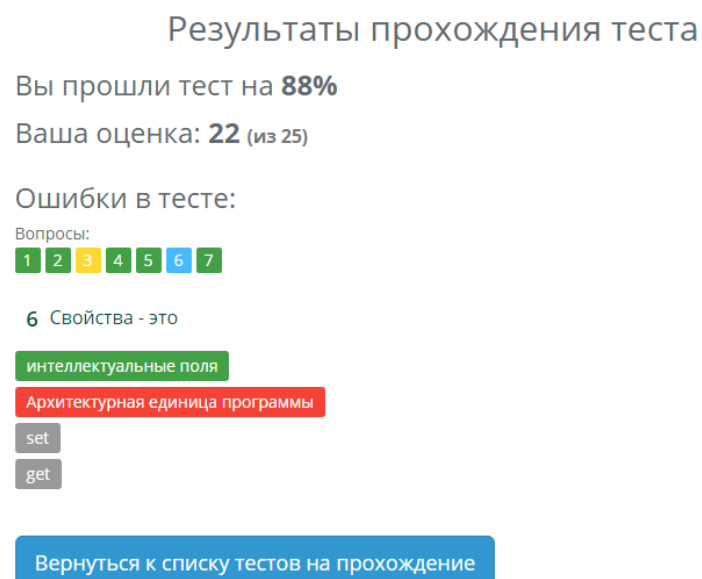 Результаты прохождения теста
Вы прошли тест на 88%
Ваша оценка: 22 (из 25)
Ошибки в тесте:
Вопросы:
1 2 3 4 5 6 7
6 Свойства - это
интеллектуальные поля
Архитектурная единица программы
set
get
Вернуться к списку тестов на прохождение